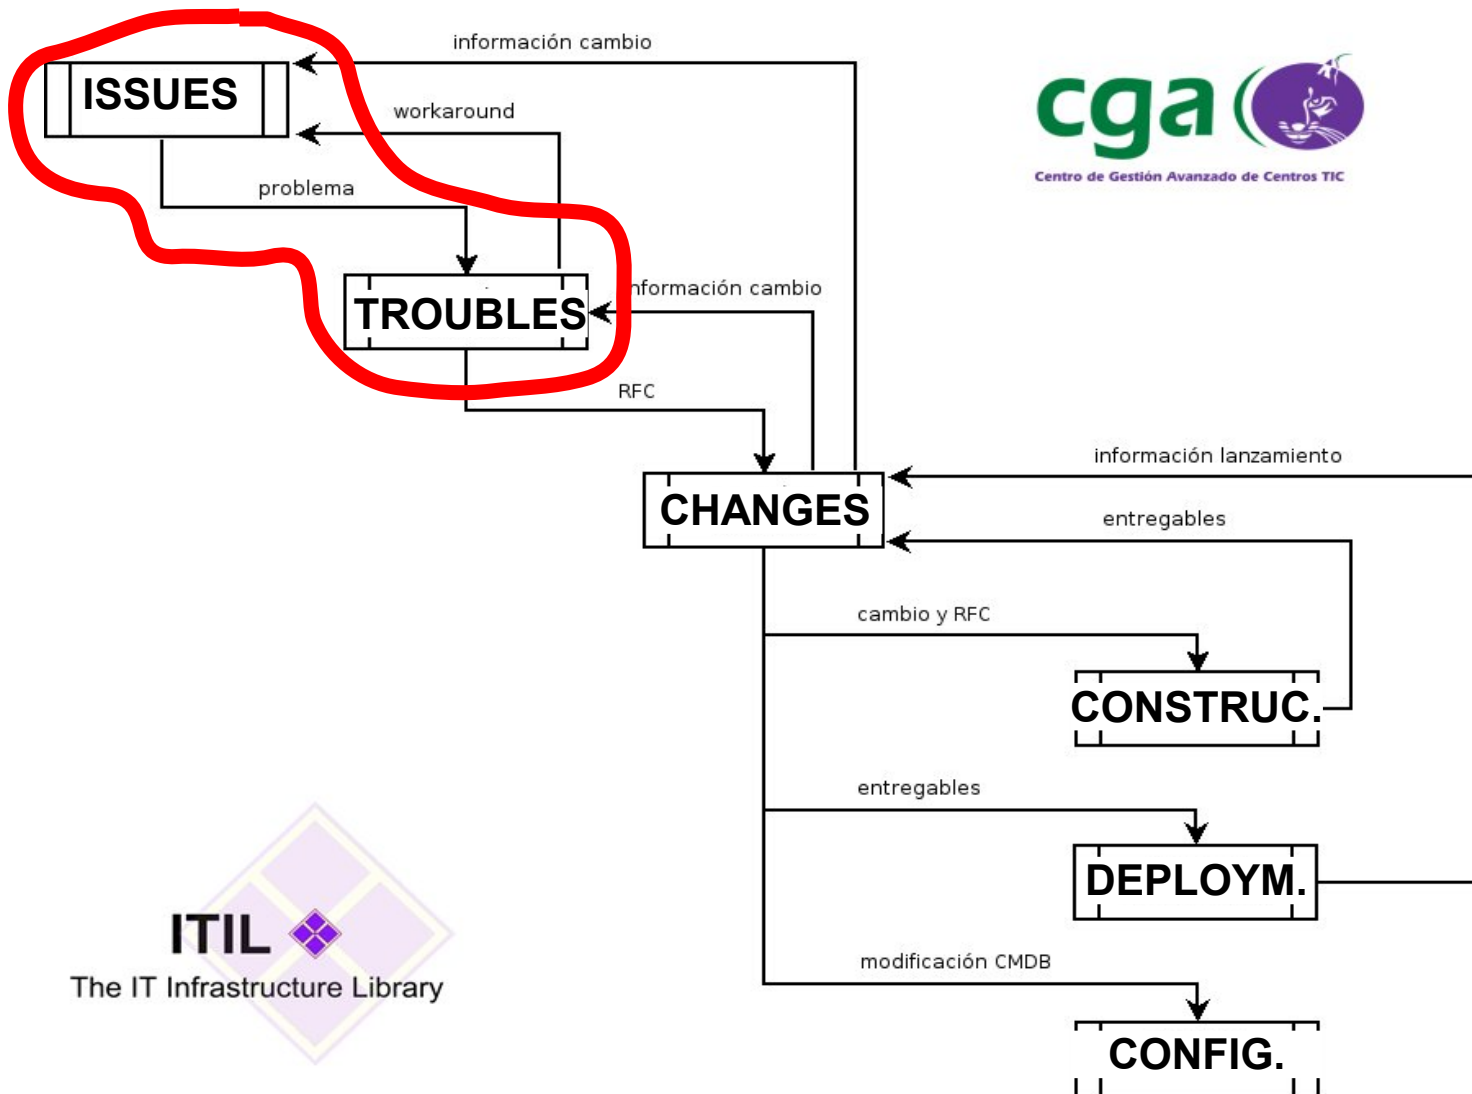 información cambio
ISSUES
workaround
cga
Centro de Gestión Avanzado de Centros TIC
problema
información cambio
TROUBLES
RFC
información lanzamiento
CHANGES
entregables
cambio y RFC
CONSTRUC.
entregables
DEPLOYM.
ITIL
The IT Infrastructure Library
modificación CMDB
CONFIG.